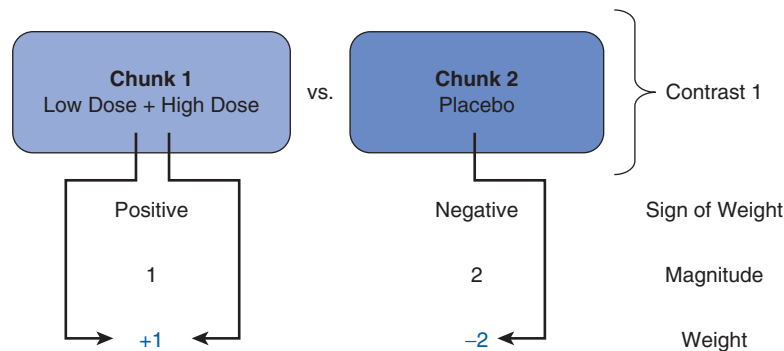 Chunk 1
Low Dose + High Dose
vs.
Chunk 2
Placebo
Contrast 1
Positive
Negative
Sign of Weight
1
2
Magnitude
+1
−2
Weight